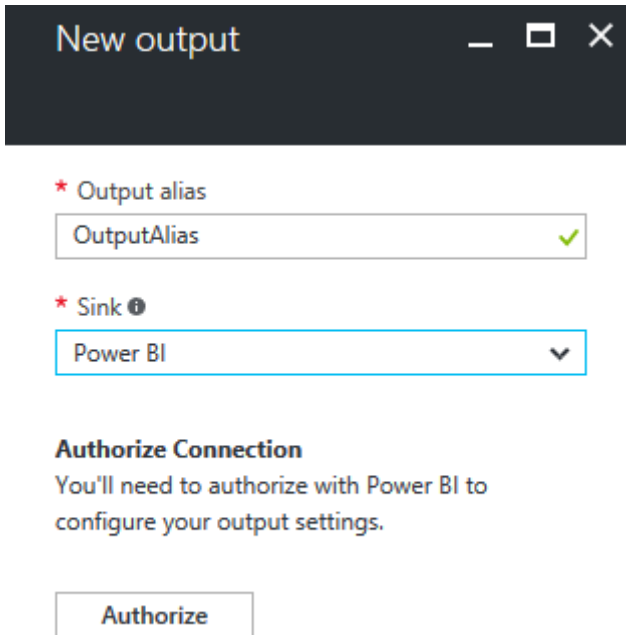 New output
* Output alias
OutputAlias
* Sink
Power BI
Authorize Connection
You'll need to authorize with Power BI to
configure your output settings.
Authorize